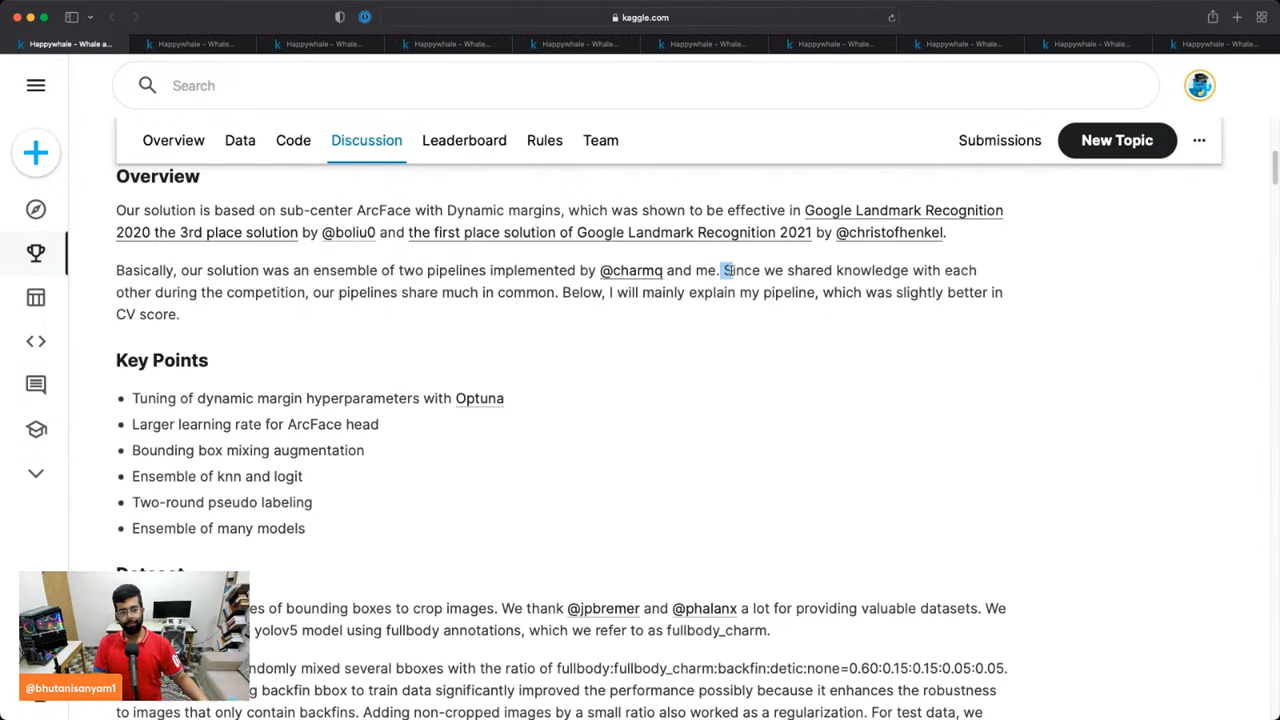 kaggle.com
Happywhale - Whale a...
Happywhale - Whale...
Happywhale - Whale...
Happywhale - Whale...
Happywhale - Whale...
Happywhale - Whale...
Happywhale - Whale...
Happywhale - Whale...
Happywhale - Whale...
Happywhale - Whale...
Search
Overview
Data
Code
Discussion
Leaderboard
Rules
Team
Submissions
New Topic
Overview
Our solution is based on sub-center ArcFace with Dynamic margins, which was shown to be effective in Google Landmark Recognition
2020 the 3rd place solution by @boliu0 and the first place solution of Google Landmark Recognition 2021 by @christofhenkel.
Basically, our solution was an ensemble of two pipelines implemented by @charmq and me. Since we shared knowledge with each
other during the competition, our pipelines share much in common. Below, I will mainly explain my pipeline, which was slightly better in
CV score.
Key Points
Tuning of dynamic margin hyperparameters with Optuna
Larger learning rate for ArcFace head
Bounding box mixing augmentation
Ensemble of knn and logit
Two-round pseudo labeling
Ensemble of many models
Dataset
es of bounding boxes to crop images. We thank @jpbremer and @phalanx a lot for providing valuable datasets. We
yolov5 model using fullbody annotations, which we refer to as fullbody_charm.
ndomly mixed several bboxes with the ratio of fullbody:fullbody_charm:backfin:detic:none=0.60:0.15:0.15:0.05:0.05.
g backfin bbox to train data significantly improved the performance possibly because it enhances the robustness
to images that only contain backfins. Adding non-cropped images by a small ratio also worked as a regularization. For test data, we
@bhutanisanyam1